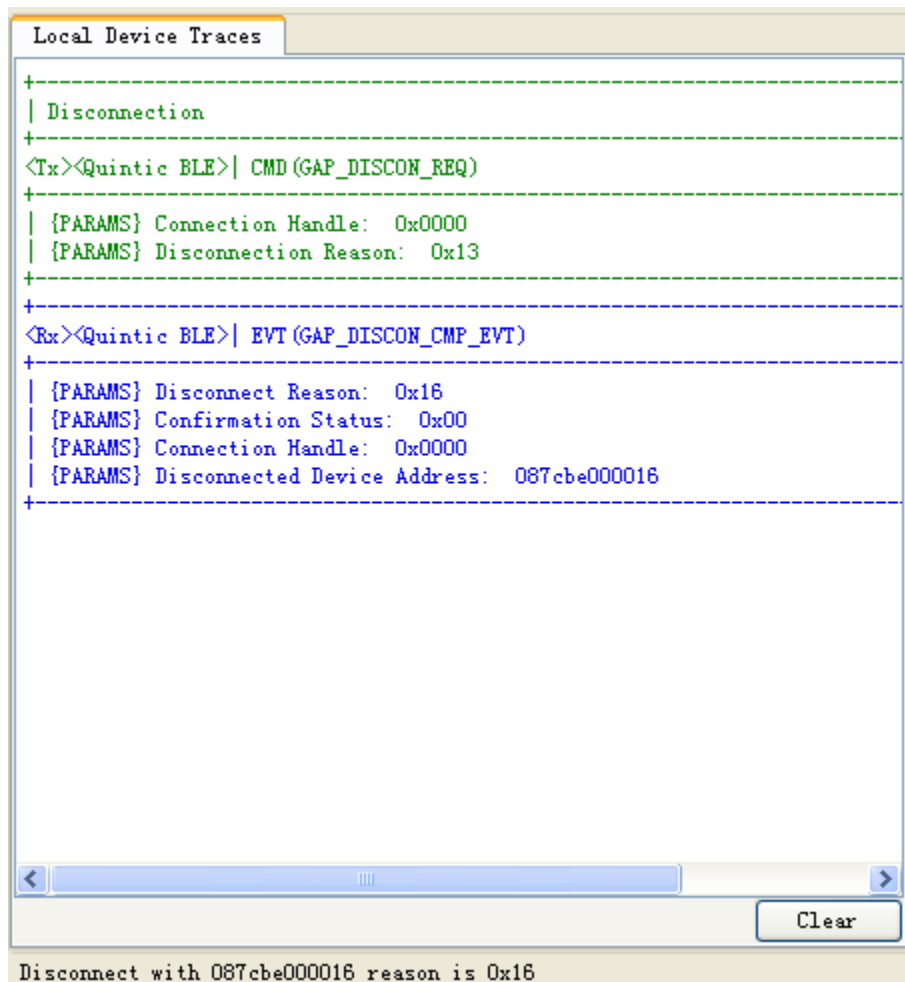 Local Device Traces
+------------------------------------------------------------------------
| Disconnection
+------------------------------------------------------------------------
<Tx><Quintic BLE>| CMD(GAP_DISCON_REQ)
+------------------------------------------------------------------------
| {PARAMS} Connection Handle: 0x0000
| {PARAMS} Disconnection Reason: 0x13
+------------------------------------------------------------------------
+------------------------------------------------------------------------
<Rx><Quintic BLE>| EVT(GAP_DISCON_CMP_EVT)
+------------------------------------------------------------------------
| {PARAMS} Disconnect Reason: 0x16
| {PARAMS} Confirmation Status: 0x00
| {PARAMS} Connection Handle: 0x0000
| {PARAMS} Disconnected Device Address: 087cbe000016
+------------------------------------------------------------------------
Clear
Disconnect with 087cbe000016 reason is 0x16